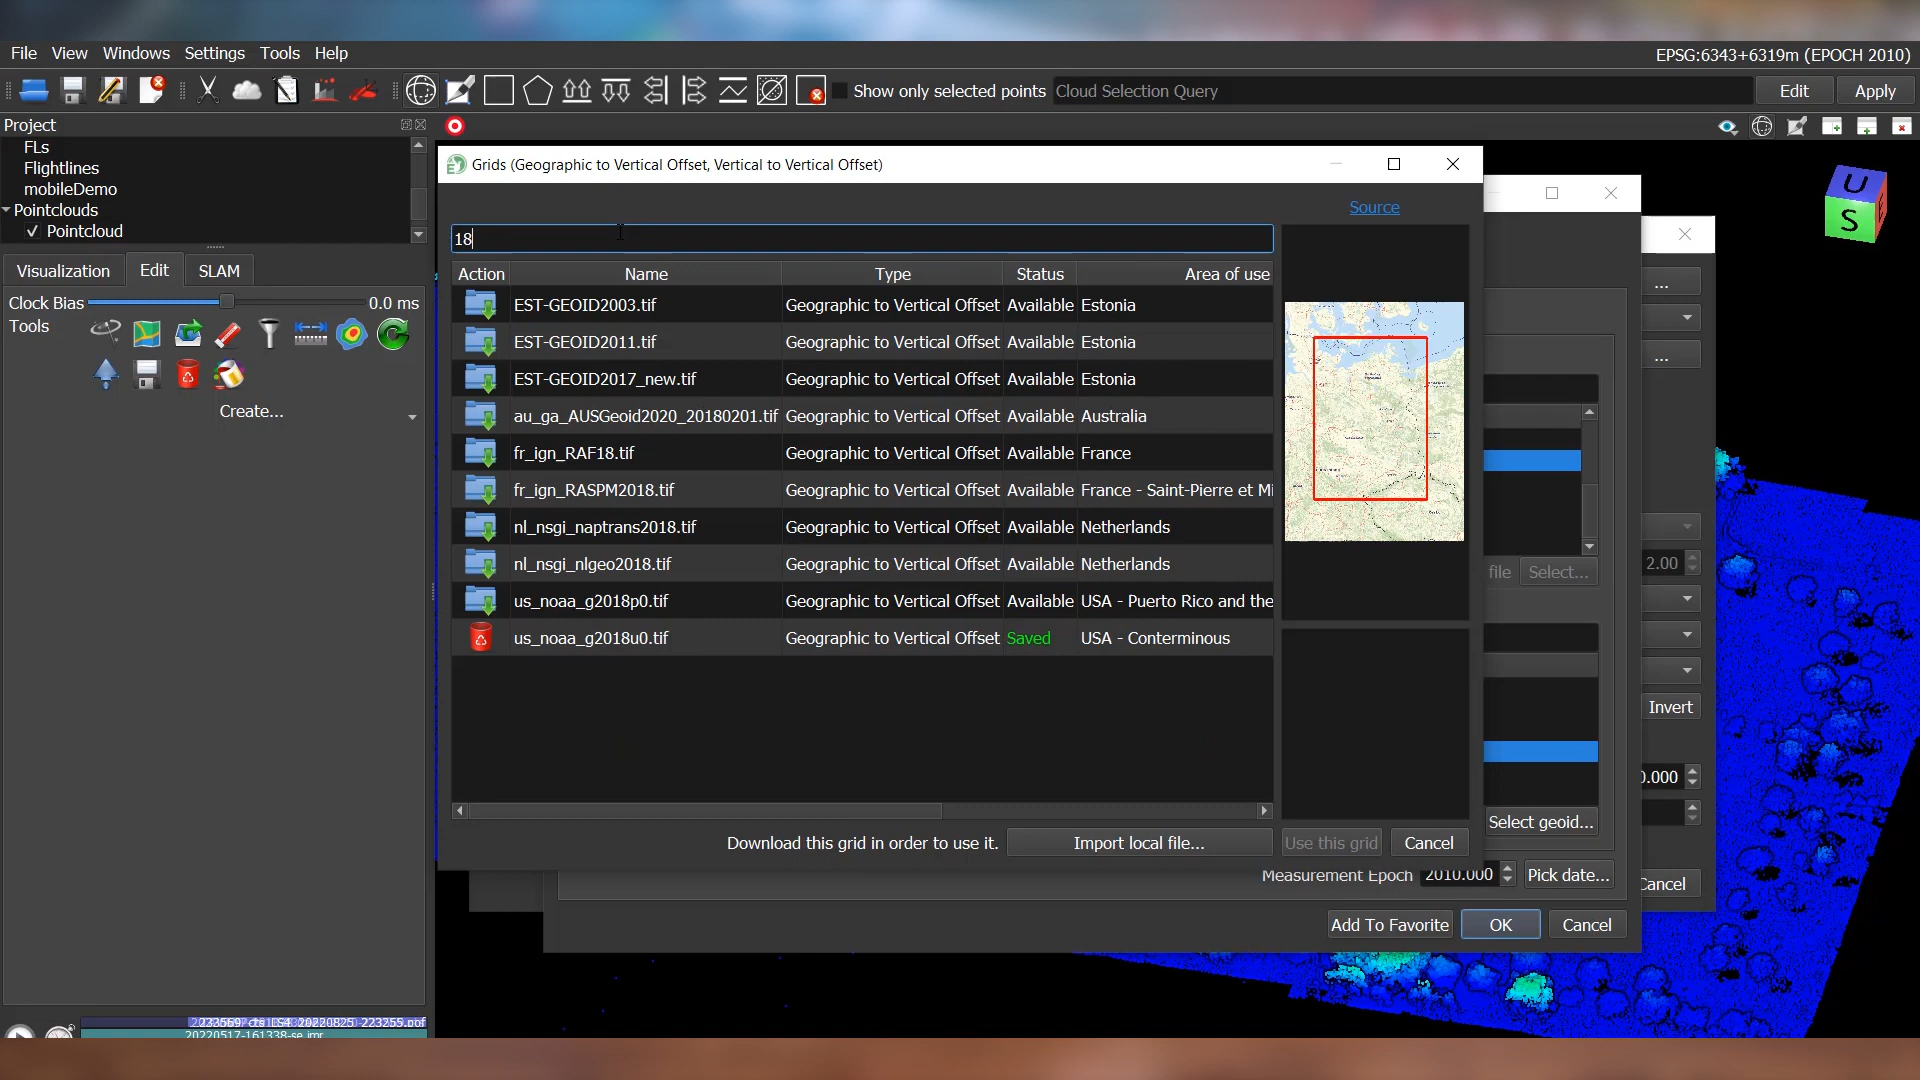 File View Windows Settings Tools Help
EPSG:6343+6319m (EPOCH 2010)
Show only selected points
Cloud Selection Query
Edit
Apply
Project
FLs
Flightlines
mobileDemo
Pointclouds
Pointcloud
Visualization
Edit
SLAM
Clock Bias
0.0 ms
Tools
Create...
Grids (Geographic to Vertical Offset, Vertical to Vertical Offset)
Source
18
Action Name Type Status Area of use
EST-GEOID2003.tif Geographic to Vertical Offset Available Estonia
EST-GEOID2011.tif Geographic to Vertical Offset Available Estonia
EST-GEOID2017_new.tif Geographic to Vertical Offset Available Estonia
au_ga_AUSGeoid2020_20180201.tif Geographic to Vertical Offset Available Australia
fr_ign_RAF18.tif Geographic to Vertical Offset Available France
fr_ign_RASPM2018.tif Geographic to Vertical Offset Available France - Saint-Pierre et Mi
nl_nsgi_naptrans2018.tif Geographic to Vertical Offset Available Netherlands
nl_nsgi_nlgeo2018.tif Geographic to Vertical Offset Available Netherlands
us_noaa_g2018p0.tif Geographic to Vertical Offset Available USA - Puerto Rico and the
us_noaa_g2018u0.tif Geographic to Vertical Offset Saved USA - Conterminous
Download this grid in order to use it.
Import local file...
Use this grid
Cancel
file
Select...
2.00
Invert
0.000
Select geoid...
Measurement Epoch 2010.000
Pick date...
Cancel
Add To Favorite
OK
Cancel
U
S
20220517-161338-se.imr